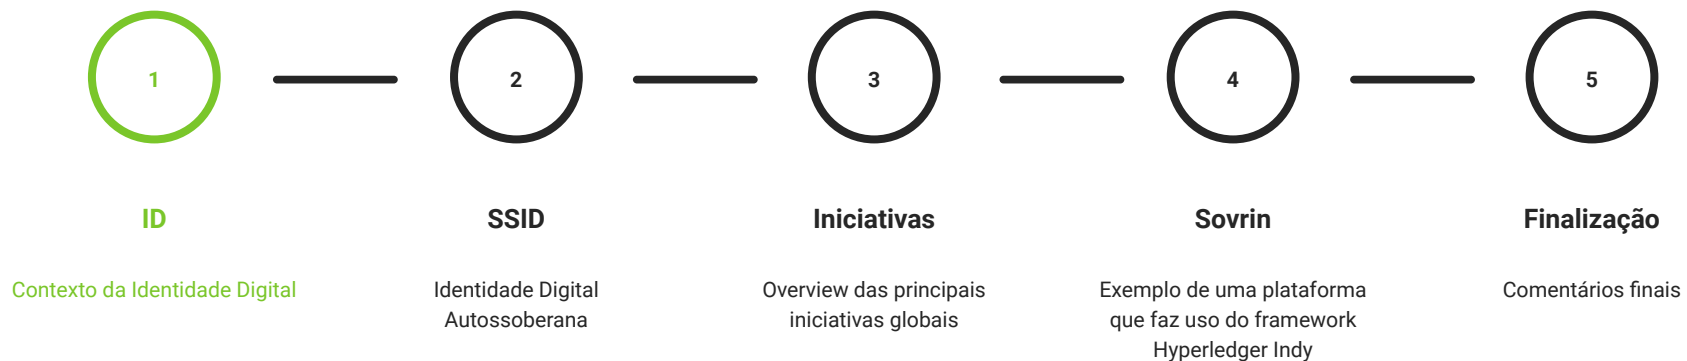 1
2
3
4
5
ID
SSID
Iniciativas
Sovrin
Finalização
Contexto da Identidade Digital
Identidade Digital
Autossoberana
Overview das principais
iniciativas globais
Exemplo de uma plataforma
que faz uso do framework
Hyperledger Indy
Comentários finais